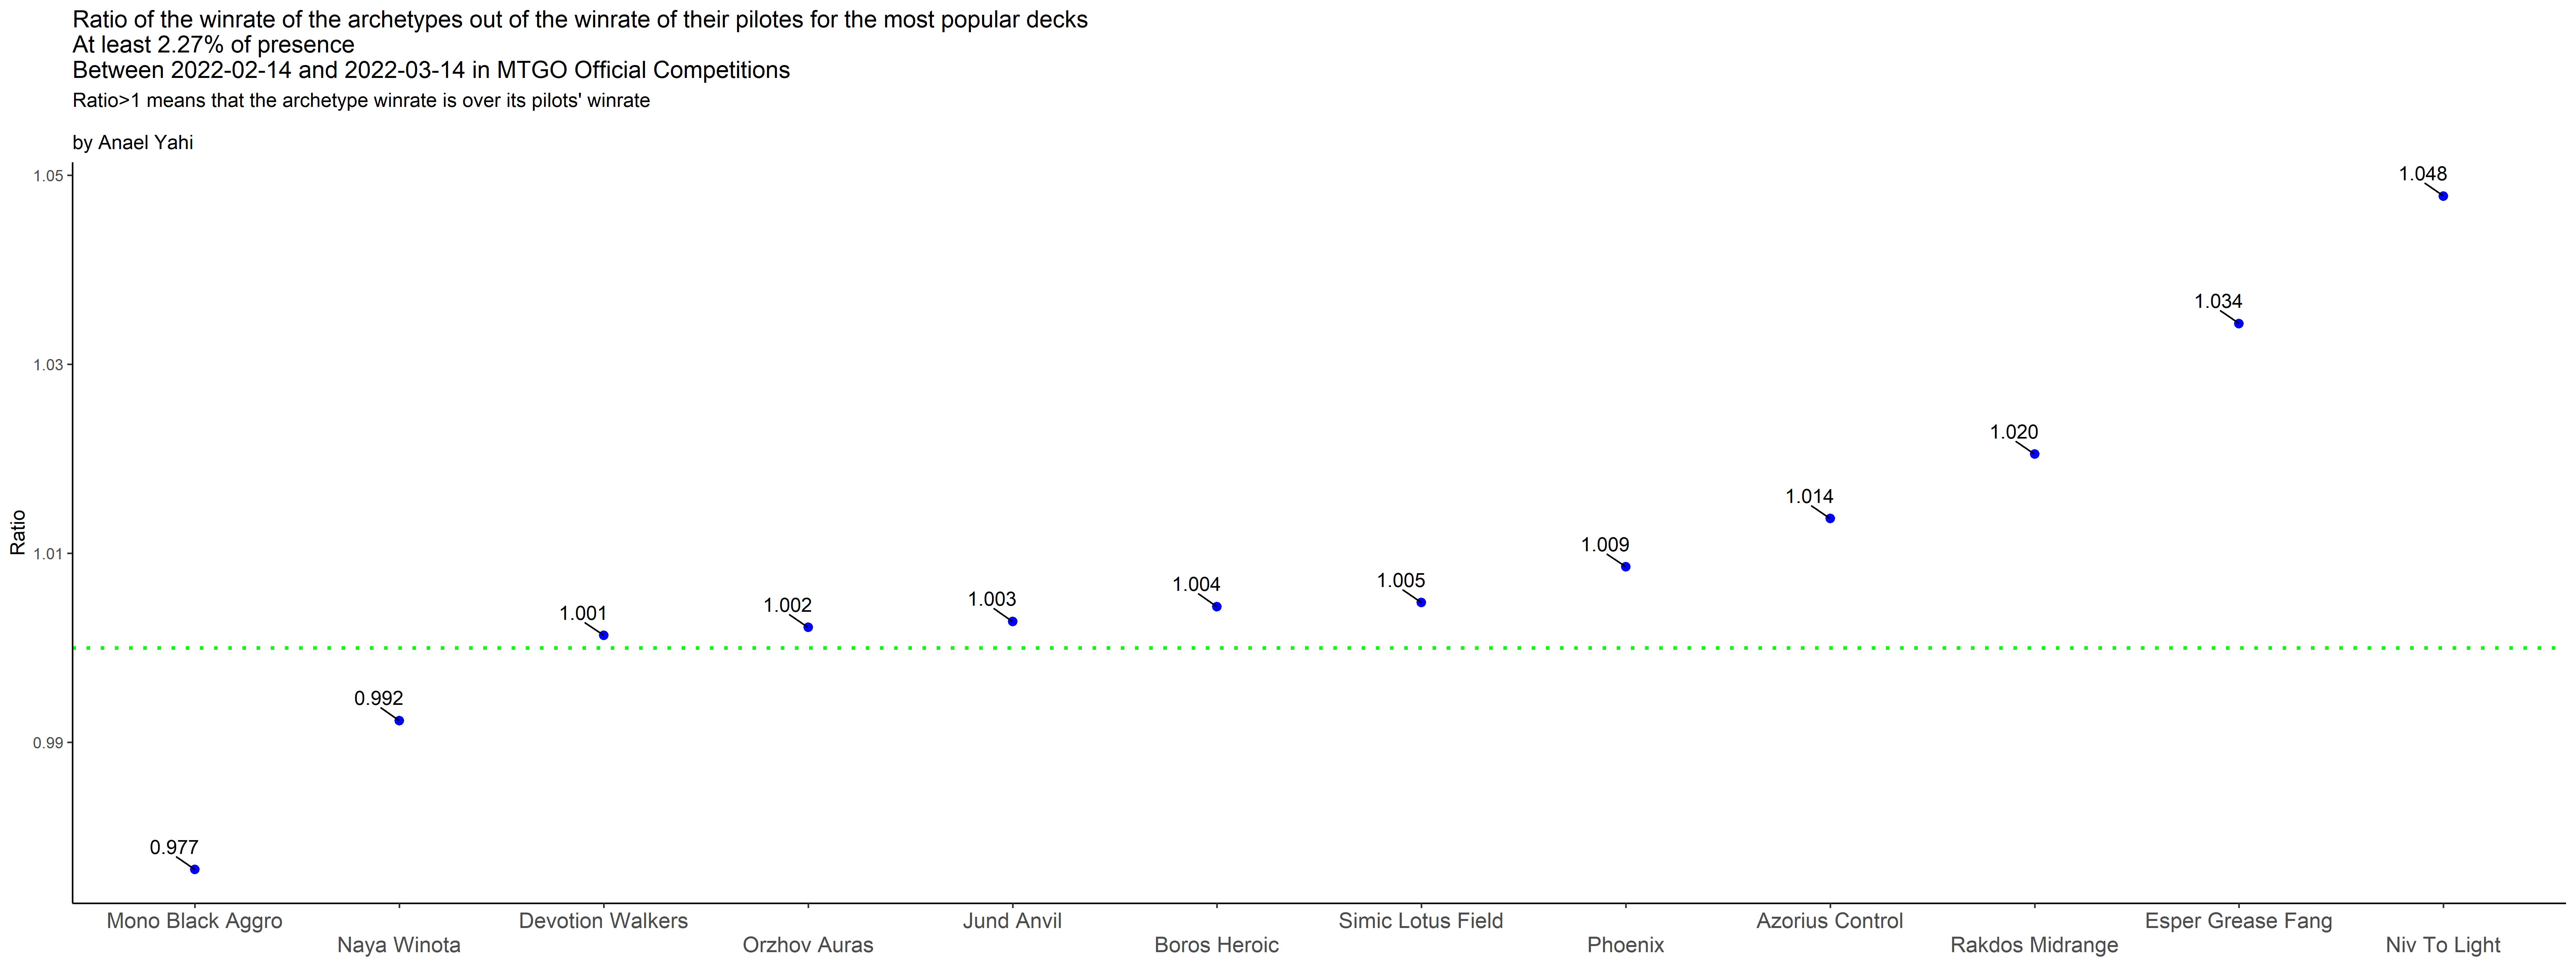 Ratio of the winrate of the archetypes out of the winrate of their pilotes for the most popular decks
At least 2.27% of presence
Between 2022-02-14 and 2022-03-14 in MTGO Official Competitions
Ratio>1 means that the archetype winrate is over its pilots' winrate
by Anael Yahi
1.05
1.03
1.01
0.99
Ratio
0.977
0.992
1.001
1.002
1.003
1.004
1.005
1.009
1.014
1.020
1.034
1.048
Mono Black Aggro
Naya Winota
Devotion Walkers
Orzhov Auras
Jund Anvil
Boros Heroic
Simic Lotus Field
Phoenix
Azorius Control
Rakdos Midrange
Esper Grease Fang
Niv To Light